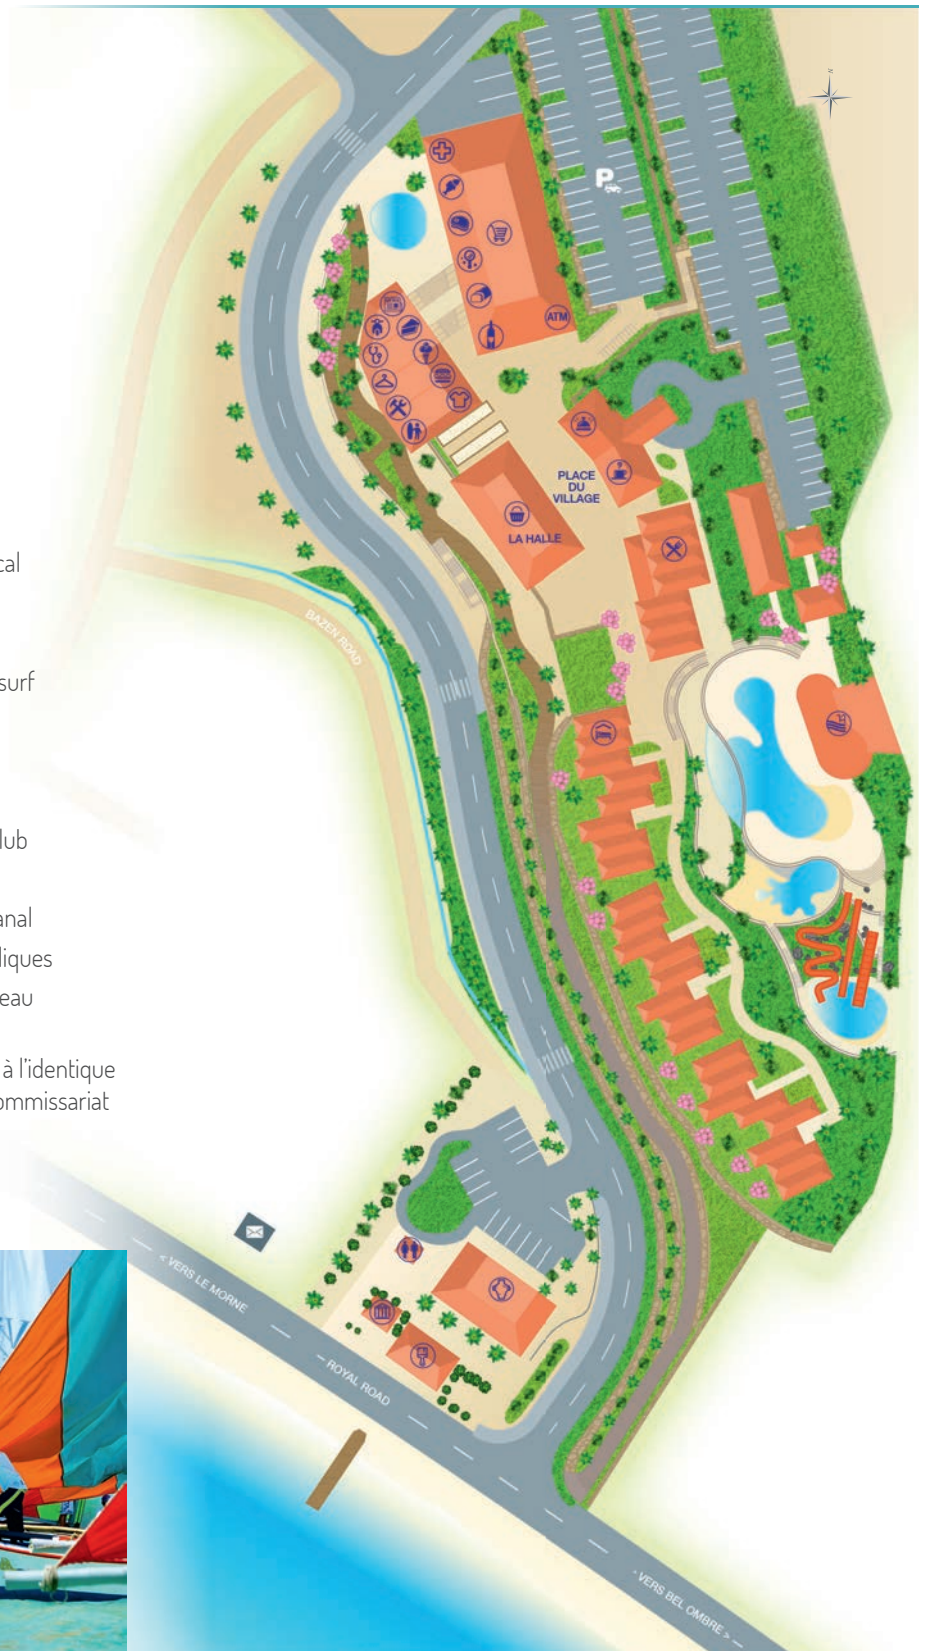 N
P
ATM
PLACE
DU
VILLAGE
LA HALLE
cal
BAZEN ROAD
surf
lub
anal
liques
eau
à l'identique
ommissariat
< VERS LE MORNE
ROYAL ROAD
VERS BEL OMBRE >